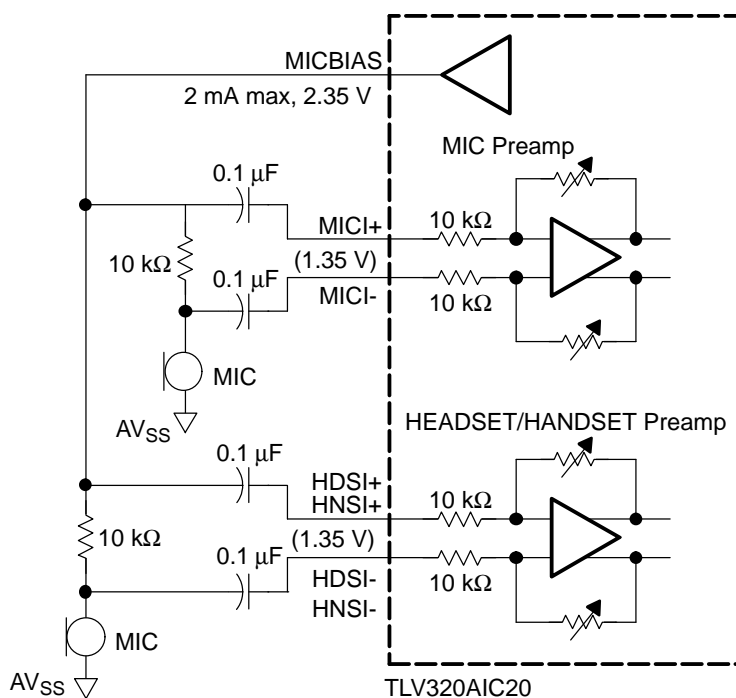 MICBIAS
2 mA max, 2.35 V
MIC Preamp
0.1 μF
MICI+
10 kΩ
10 kΩ
0.1 μF
(1.35 V)
MICI-
10 kΩ
MIC
AVSS
HEADSET/HANDSET Preamp
0.1 μF
HDSI+
HNSI+
10 kΩ
10 kΩ
0.1 μF
(1.35 V)
HDSI-
HNSI-
10 kΩ
MIC
AVSS
TLV320AIC20